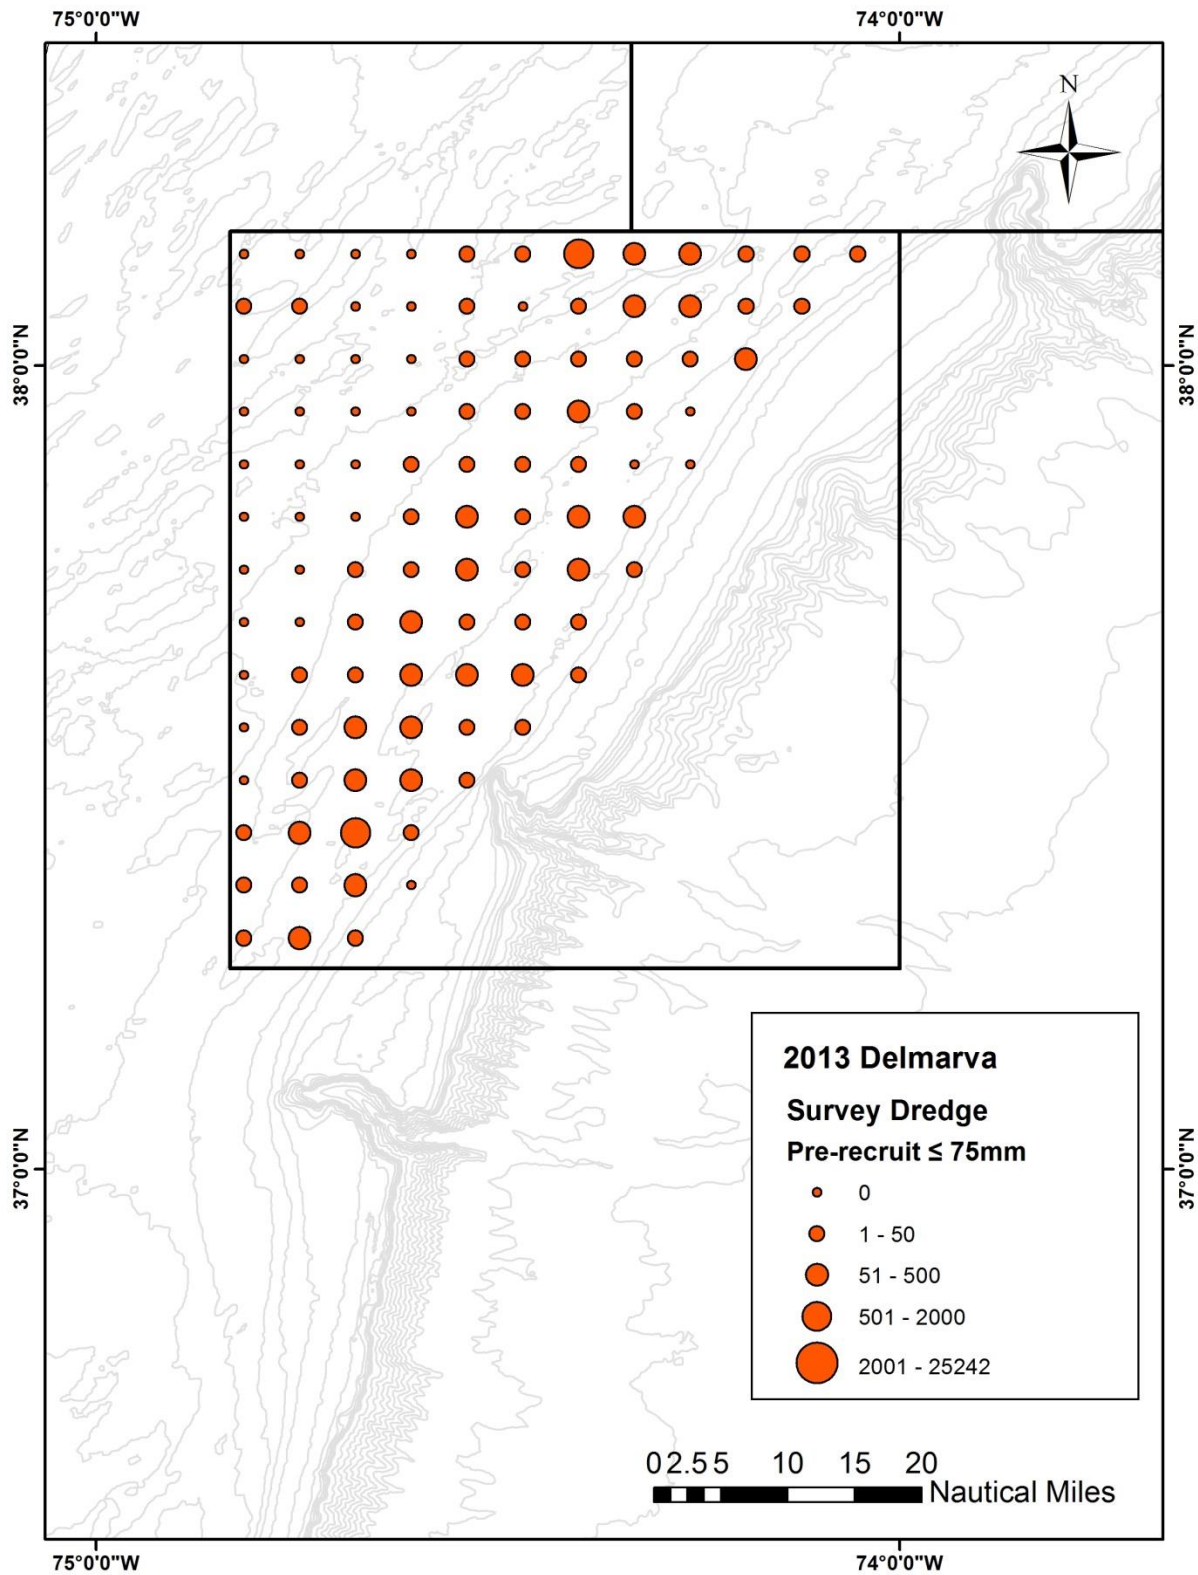 75°0'0"W 74°0'0"W
N
38°0'0"N 38°0'0"N
2013 Delmarva
Survey Dredge
Pre-recruit ≤ 75mm
0
1 - 50
51 - 500
501 - 2000
2001 - 25242
37°0'0"N 37°0'0"N
0 2.5 5 10 15 20
Nautical Miles
75°0'0"W 74°0'0"W